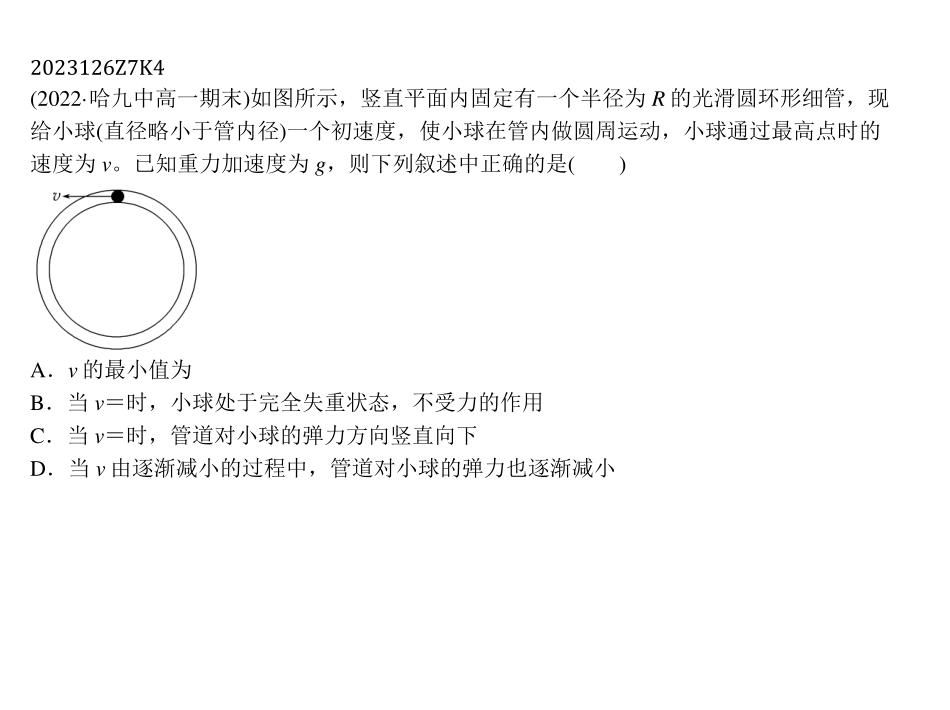 2023126Z7K4
(2022·哈九中高一期末)如图所示，竖直平面内固定有一个半径为 R 的光滑圆环形细管，现
给小球(直径略小于管内径)一个初速度，使小球在管内做圆周运动，小球通过最高点时的
速度为 v。已知重力加速度为 g，则下列叙述中正确的是(　　)
v
A．v 的最小值为
B．当 v＝时，小球处于完全失重状态，不受力的作用
C．当 v＝时，管道对小球的弹力方向竖直向下
D．当 v 由逐渐减小的过程中，管道对小球的弹力也逐渐减小